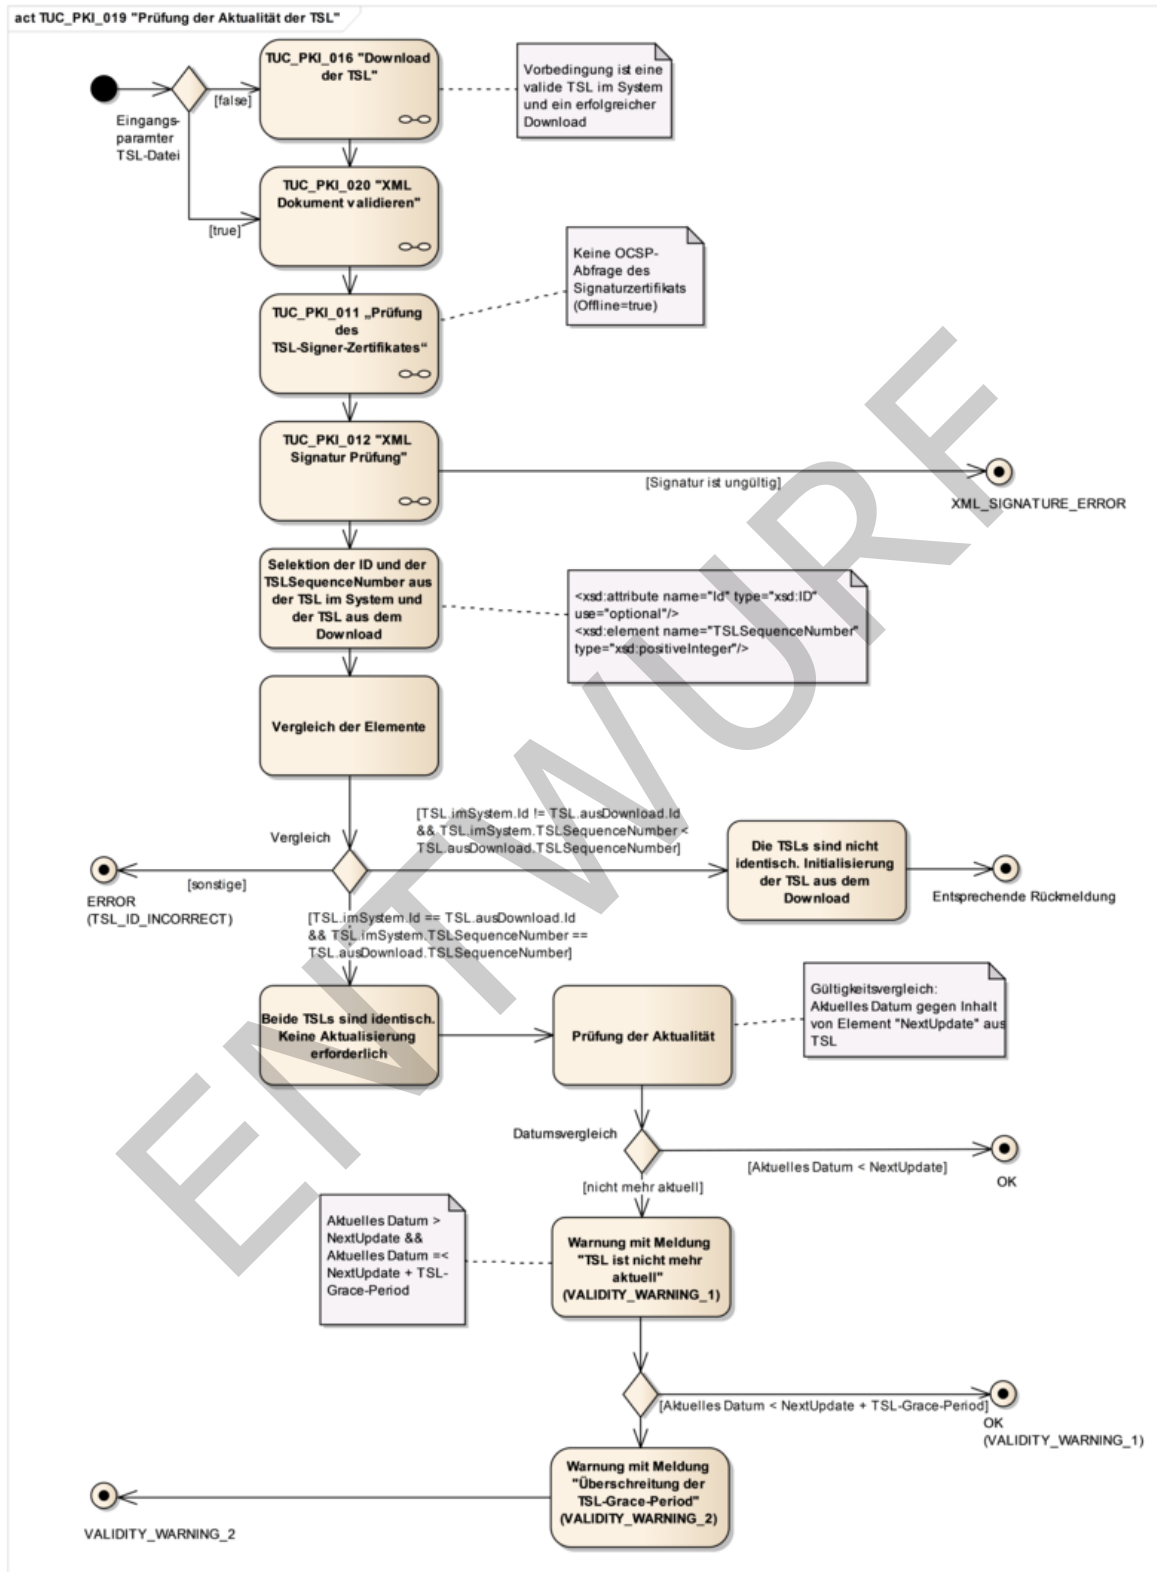 act TUC_PKI_019 "Prüfung der Aktualität der TSL"
TUC_PKI_016 "Download
der TSL"
Vorbedingung ist eine
valide TSL im System
und ein erfolgreicher
Download
[false]
Eingangs-
paramter
TSL-Datei
TUC_PKI_020 "XML
Dokument validieren"
[true]
Keine OCSP-
Abfrage des
Signaturzertifikats
(Offline=true)
TUC_PKI_011 „Prüfung
des
TSL-Signer-Zertifikates“
TUC_PKI_012 "XML
Signatur Prüfung"
[Signatur ist ungültig]
XML_SIGNATURE_ERROR
Selektion der ID und der
TSLSequenceNumber aus
der TSL im System und
der TSL aus dem
Download
<xsd:attribute name="Id" type="xsd:ID"
use="optional"/>
<xsd:element name="TSLSequenceNumber"
type="xsd:positiveInteger"/>
Vergleich der Elemente
[TSL.imSystem.Id != TSL.ausDownload.Id
&& TSL.imSystem.TSLSequenceNumber <
TSL.ausDownload.TSLSequenceNumber]
Vergleich
Die TSLs sind nicht
identisch. Initialisierung
der TSL aus dem
Download
[sonstige]
ERROR
(TSL_ID_INCORRECT)
Entsprechende Rückmeldung
[TSL.imSystem.Id == TSL.ausDownload.Id
&& TSL.imSystem.TSLSequenceNumber ==
TSL.ausDownload.TSLSequenceNumber]
Beide TSLs sind identisch.
Keine Aktualisierung
erforderlich
Prüfung der Aktualität
Gültigkeitsvergleich:
Aktuelles Datum gegen Inhalt
von Element "NextUpdate" aus
TSL
Datumsvergleich
[Aktuelles Datum < NextUpdate]
OK
[nicht mehr aktuell]
Aktuelles Datum >
NextUpdate &&
Aktuelles Datum =<
NextUpdate + TSL-
Grace-Period
Warnung mit Meldung
"TSL ist nicht mehr
aktuell"
(VALIDITY_WARNING_1)
[Aktuelles Datum < NextUpdate + TSL-Grace-Period]
OK
(VALIDITY_WARNING_1)
Warnung mit Meldung
"Überschreitung der
TSL-Grace-Period"
(VALIDITY_WARNING_2)
VALIDITY_WARNING_2
ENTWURF